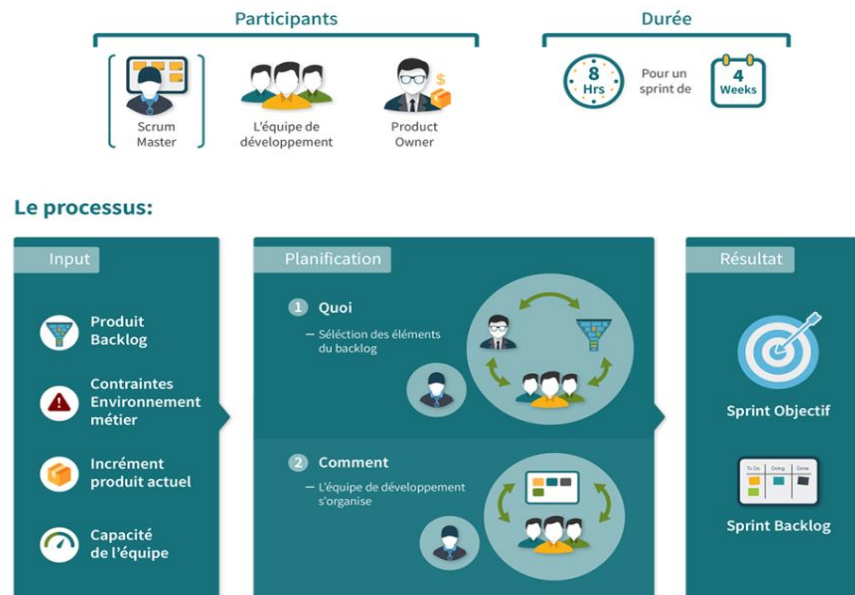 Participants
Durée
8
Hrs
Pour un
sprint de
4
Weeks
Scrum
Master
L'équipe de
développement
Product
Owner
Le processus:
Input
Produit
Backlog
Contraintes
Environnement
métier
Incrément
produit actuel
Capacité
de l'équipe
Planification
1 Quoi
— Séléction des éléments
du backlog
2 Comment
— L'équipe de développement
s'organise
Résultat
Sprint Objectif
To Do Doing Done
Sprint Backlog